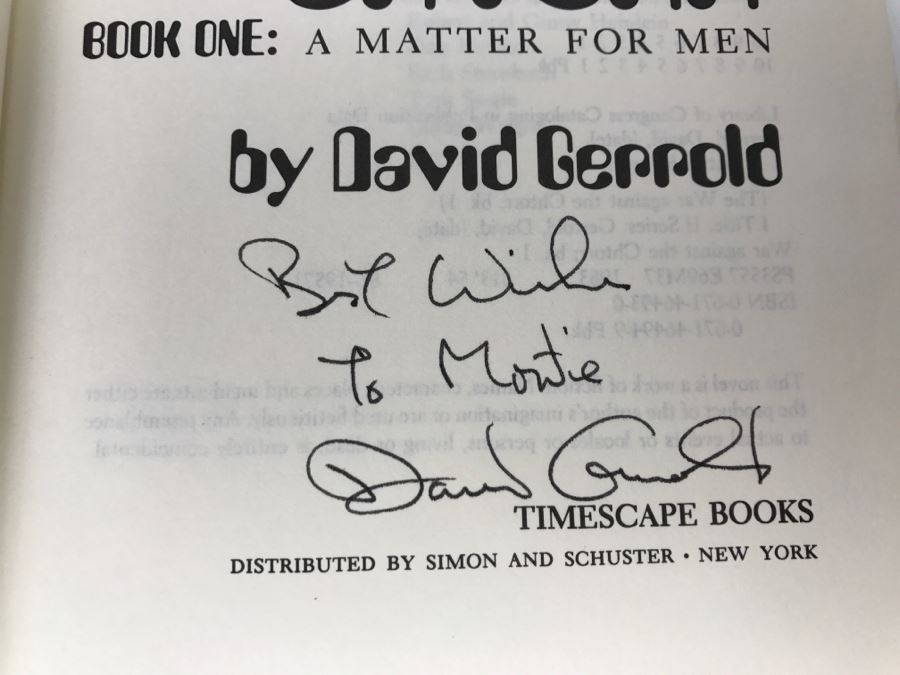 BOOK ONE: A MATTER FOR MEN
by David Gerrold
Best Wishes
To Montie
David Gerrold
TIMESCAPE BOOKS
DISTRIBUTED BY SIMON AND SCHUSTER • NEW YORK